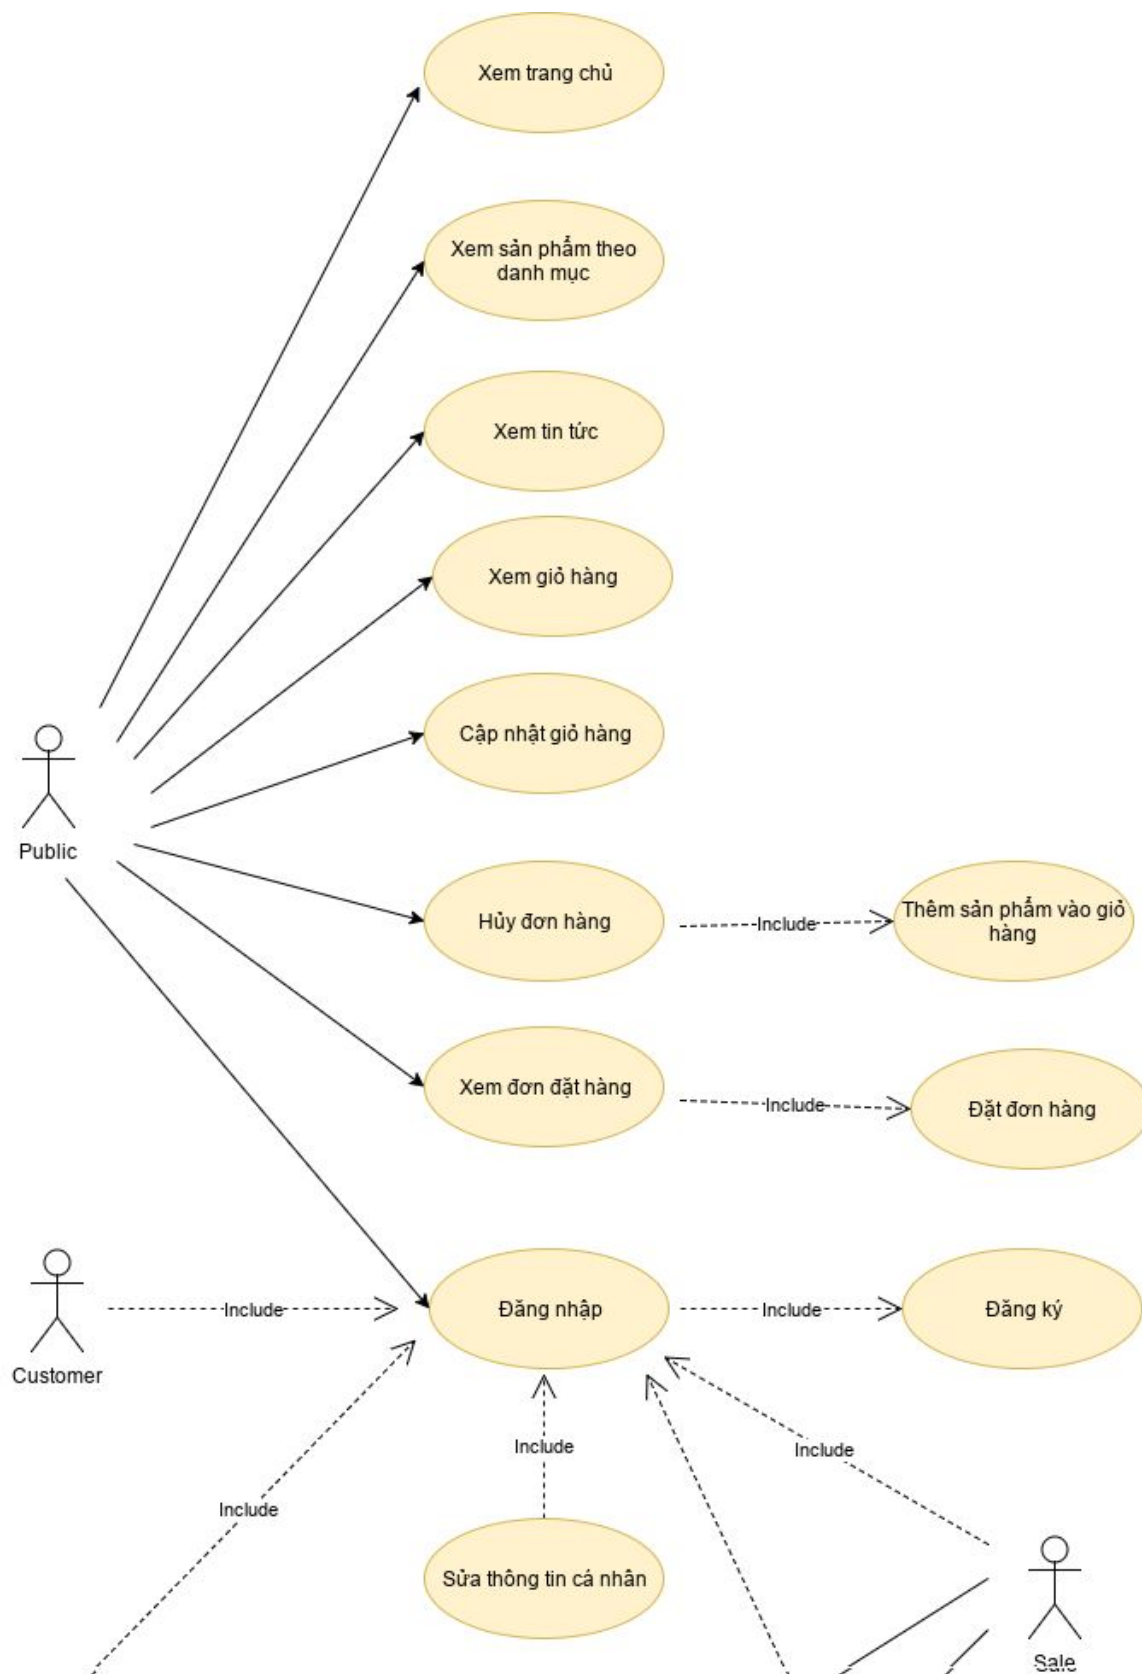 Xem trang chủ
Xem sản phẩm theo
danh mục
Xem tin tức
Xem giỏ hàng
Cập nhật giỏ hàng
Public
Hủy đơn hàng
Include
Thêm sản phẩm vào giỏ
hàng
Xem đơn đặt hàng
Include
Đặt đơn hàng
Customer
Include
Đăng nhập
Include
Đăng ký
Include
Include
Include
Sửa thông tin cá nhân
Sale